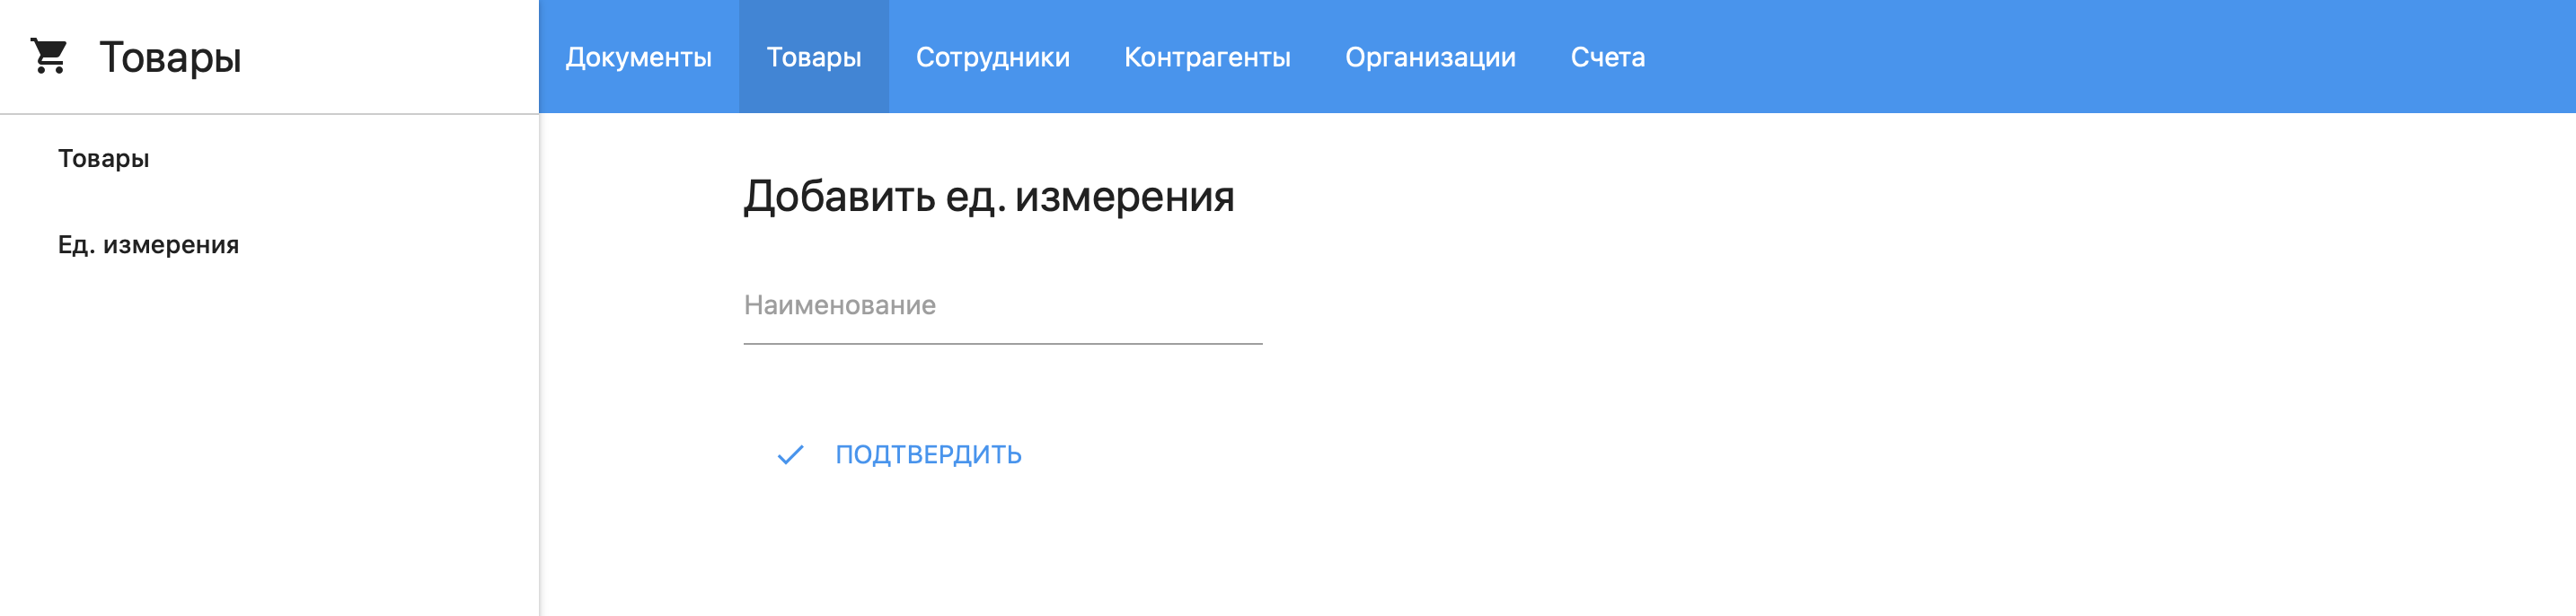 Товары
Документы Товары Сотрудники Контрагенты Организации Счета
Товары
Ед. измерения
Добавить ед. измерения
Наименование
ПОДТВЕРДИТЬ